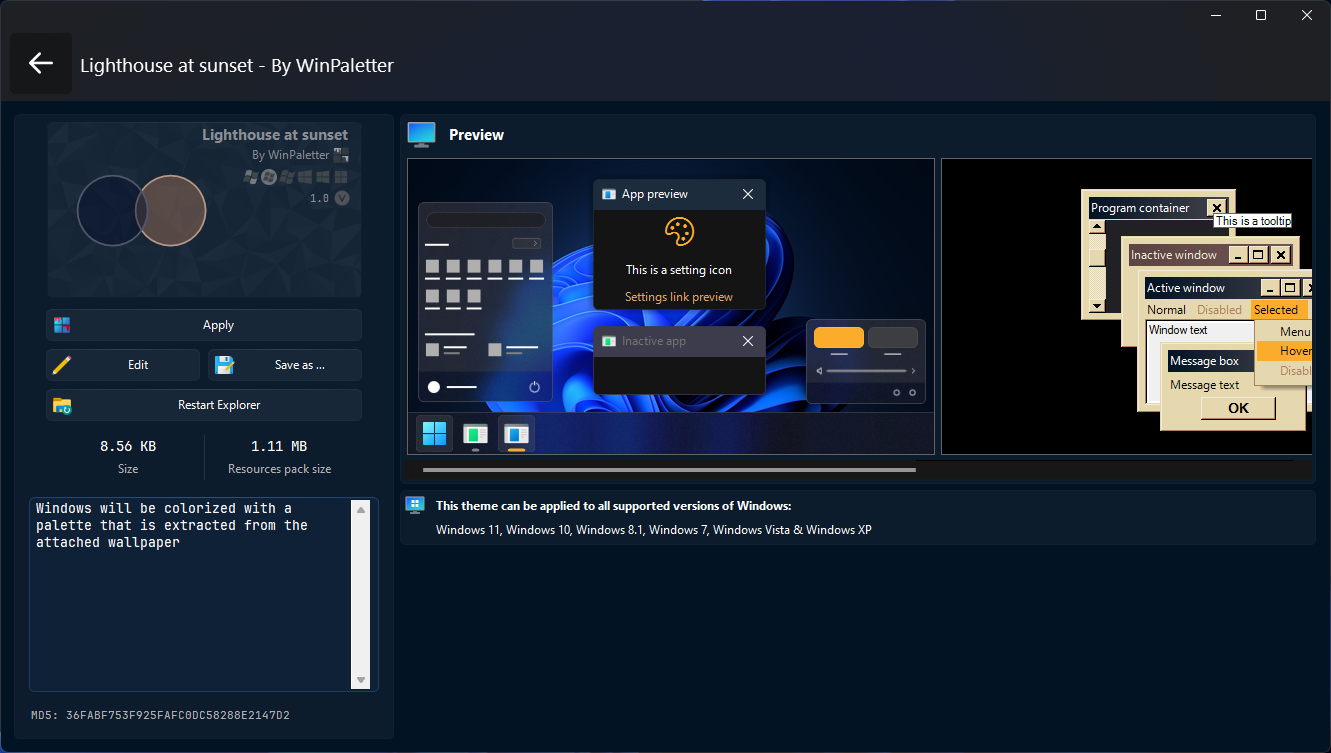 Lighthouse at sunset - By WinPaletter
Lighthouse at sunset
By WinPaletter
1.0 V
Apply
Edit
Save as ...
Restart Explorer
8.56 KB
Size
1.11 MB
Resources pack size
Windows will be colorized with a
palette that is extracted from the
attached wallpaper
MD5: 36FABF753F925FAFC0DC58288E2147D2
Preview
App preview
This is a setting icon
Settings link preview
Inactive app
Program container
This is a tooltip
Inactive window
Active window
Normal Disabled Selected
Window text
Menu
Hover
Disabl
Message box
Message text
OK
This theme can be applied to all supported versions of Windows:
Windows 11, Windows 10, Windows 8.1, Windows 7, Windows Vista & Windows XP